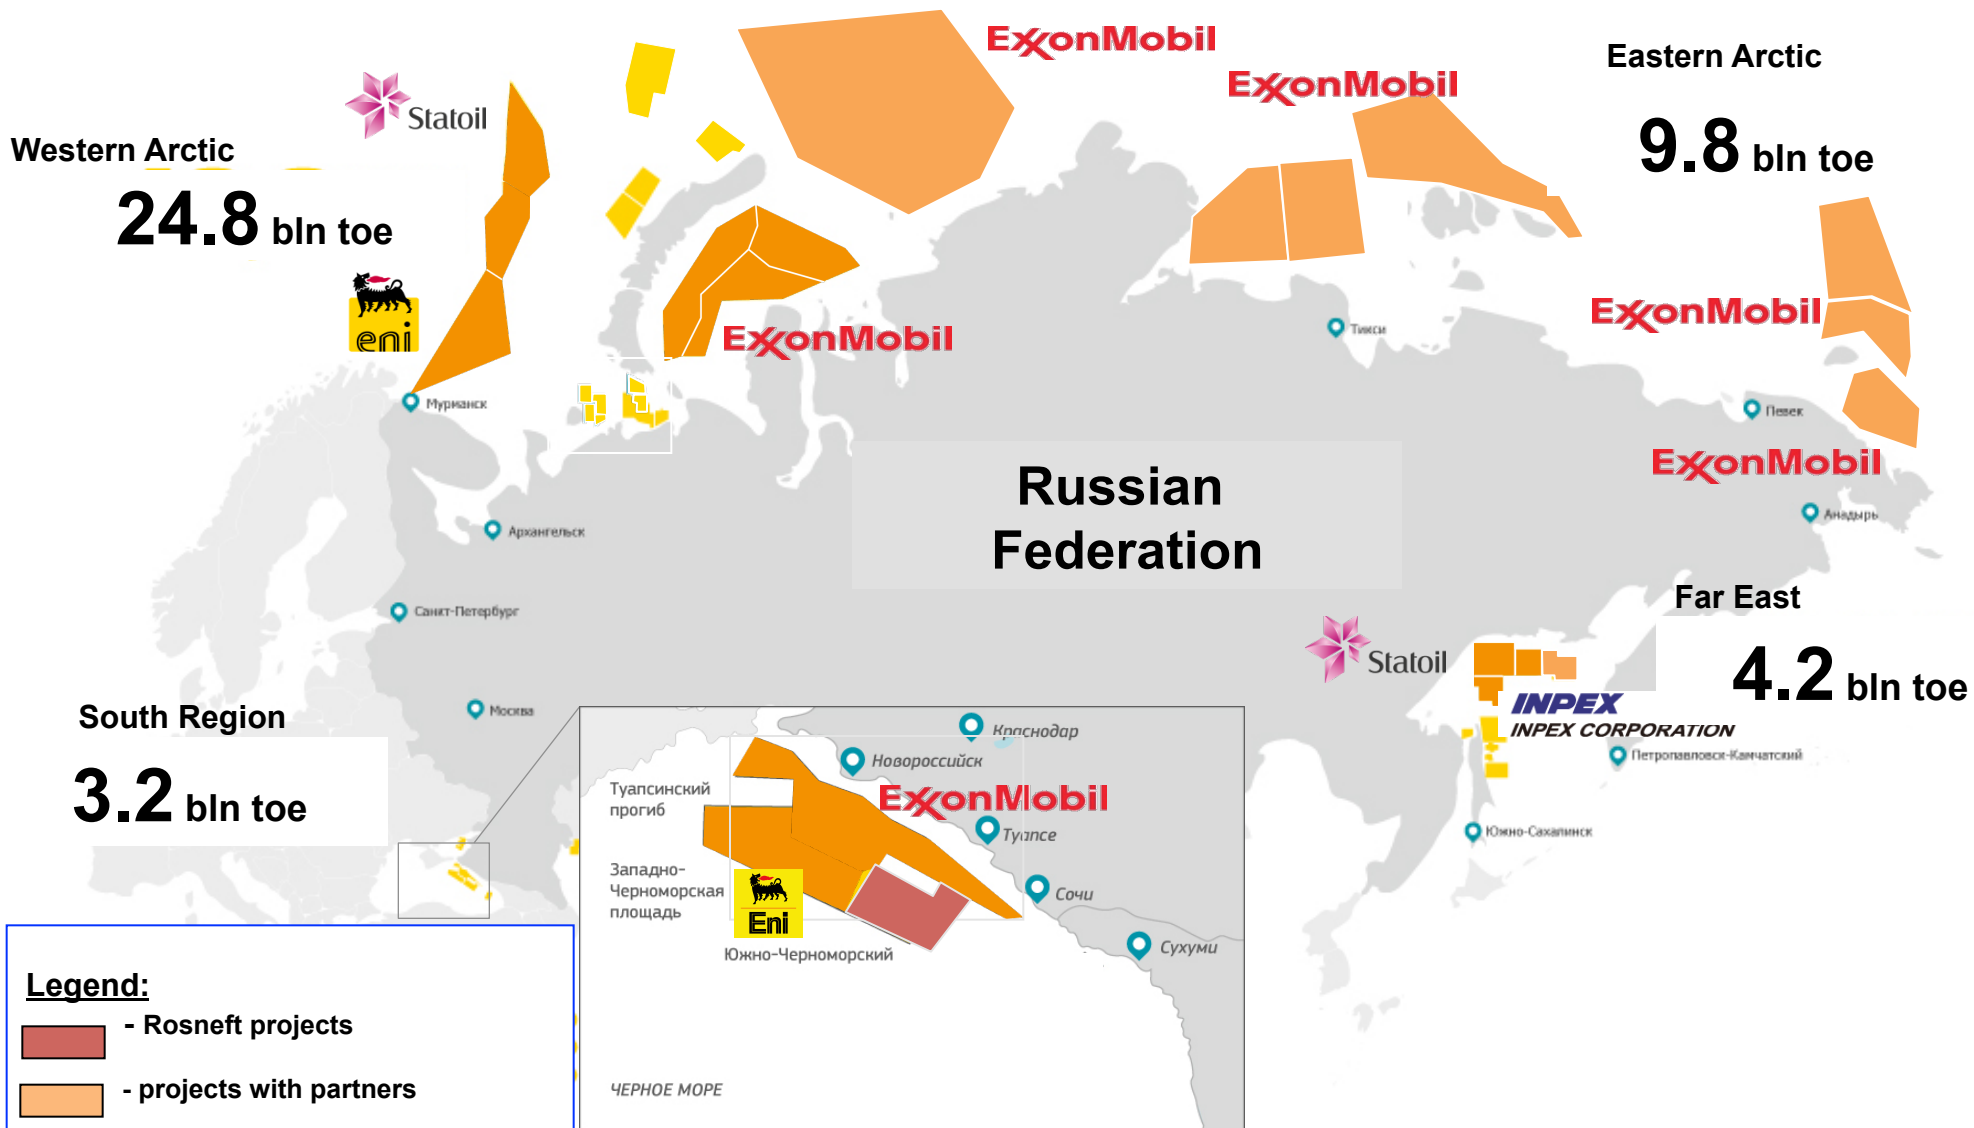 ExxonMobil
Eastern Arctic
ExxonMobil
Statoil
Western Arctic
9.8 bln toe
24.8 bln toe
eni
ExxonMobil
ExxonMobil
Тикси
Мурманск
Певек
ExxonMobil
Russian
Federation
Анадырь
Архангельск
Far East
Санкт-Петербург
Statoil
4.2 bln toe
INPEX
INPEX CORPORATION
South Region
Москва
Петропавловск-Камчатский
3.2 bln toe
Краснодар
Новороссийск
Туапсинский
прогиб
ExxonMobil
Туапсе
Южно-Сахалинск
Западно-
Черноморская
площадь
Сочи
Eni
Южно-Черноморский
Сухуми
ЧЕРНОЕ МОРЕ
Legend:
- Rosneft projects
- projects with partners